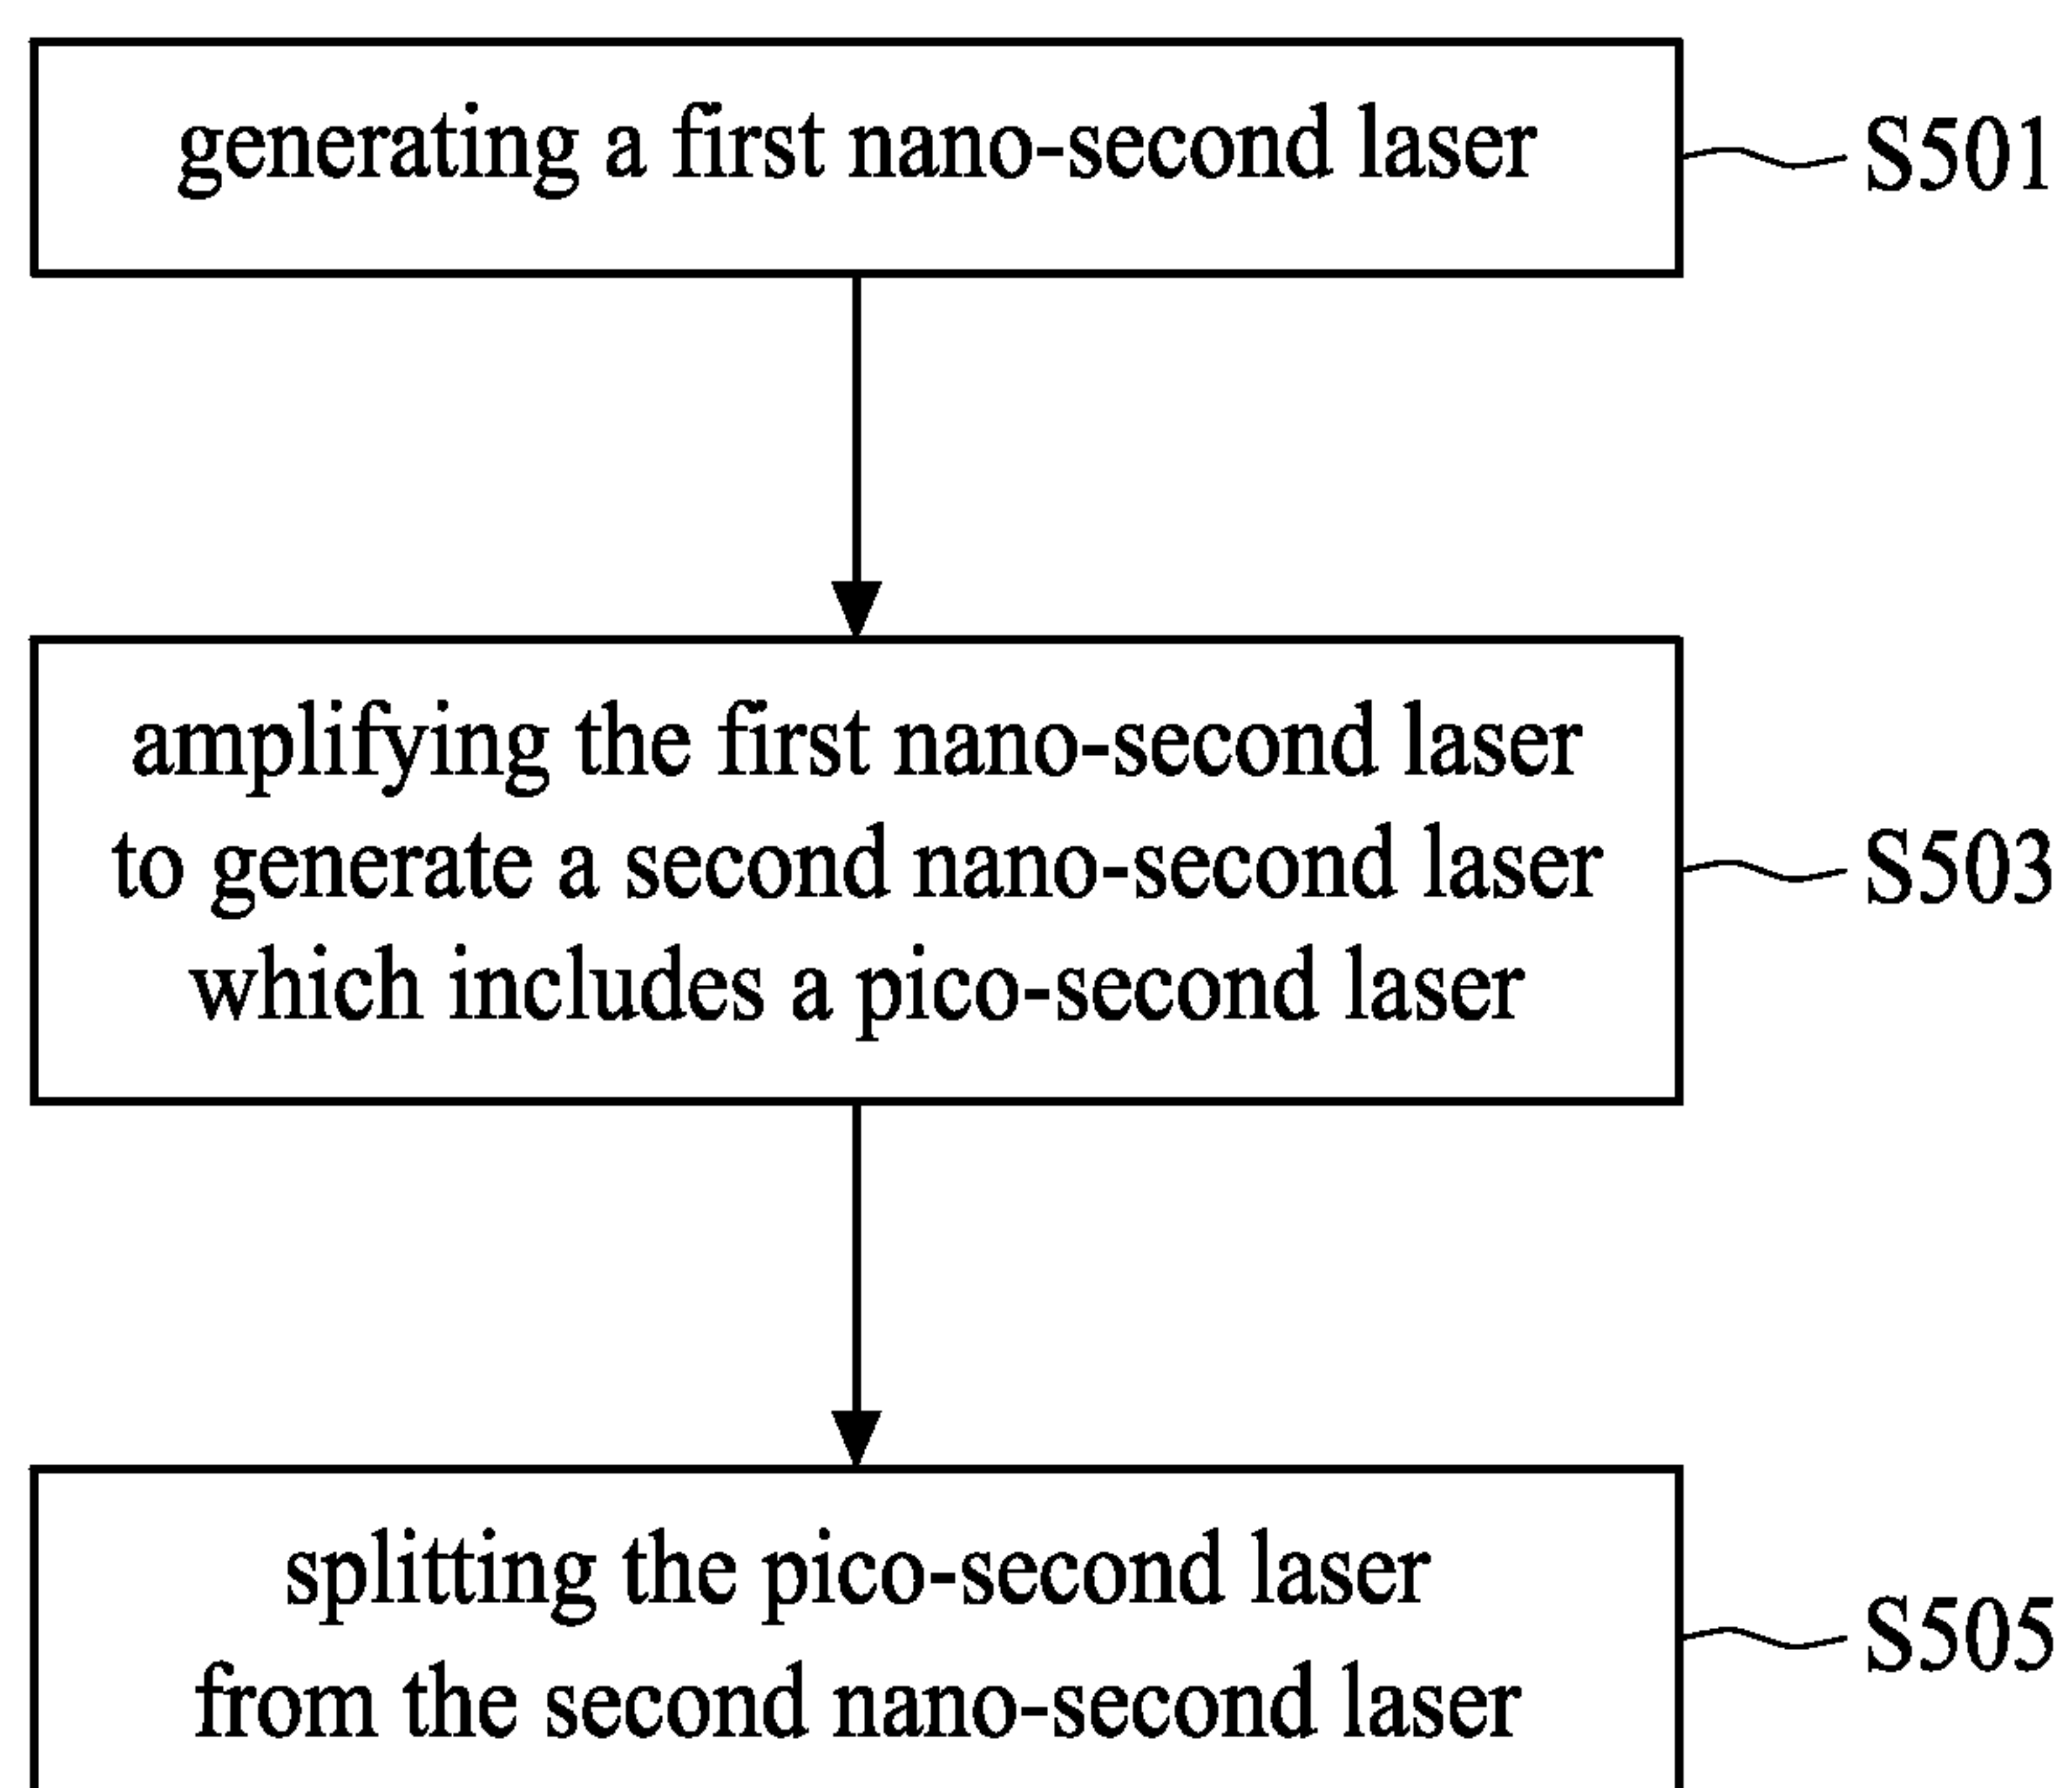 generating a first nano-second laser
S501
amplifying the first nano-second laser
to generate a second nano-second laser
which includes a pico-second laser
S503
splitting the pico-second laser
from the second nano-second laser
S505